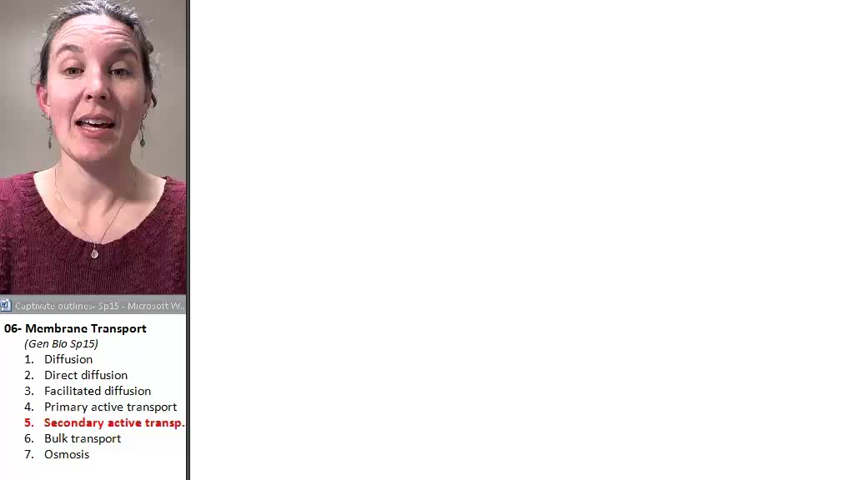 Captivate outlines- Sp15 - Microsoft W.
06- Membrane Transport
(Gen Bio Sp15)
1. Diffusion
2. Direct diffusion
3. Facilitated diffusion
4. Primary active transport
5. Secondary active transp.
6. Bulk transport
7. Osmosis